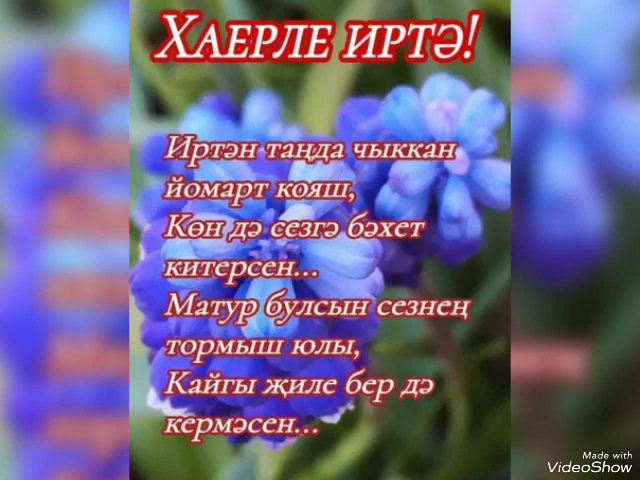 Хаерле иртә!
Иртән таңда чыккан
йомарт кояш,
Көн дә сезгә бәхет
китерсен...
Матур булсын сезнең
тормыш юлы,
Кайгы җиле бер дә
кермәсен...
Made with
VideoShow